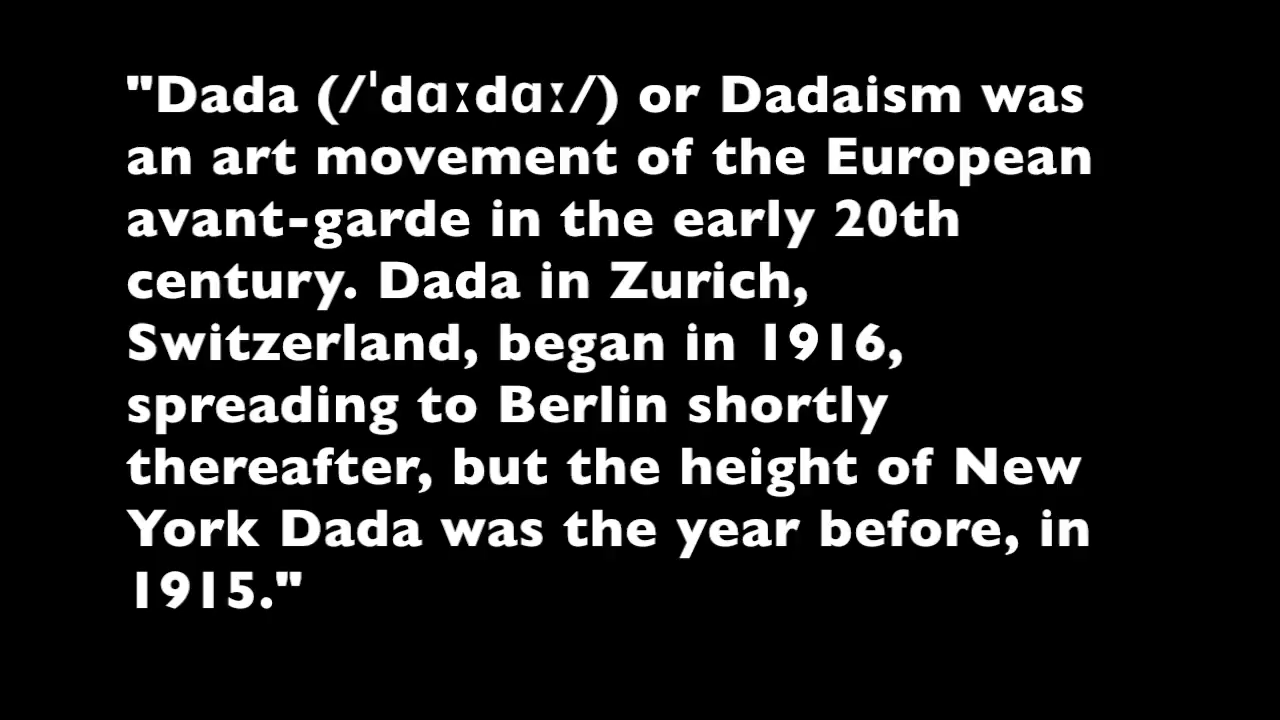 "Dada (/ˈdɑːdɑː/) or Dadaism was
an art movement of the European
avant-garde in the early 20th
century. Dada in Zurich,
Switzerland, began in 1916,
spreading to Berlin shortly
thereafter, but the height of New
York Dada was the year before, in
1915."